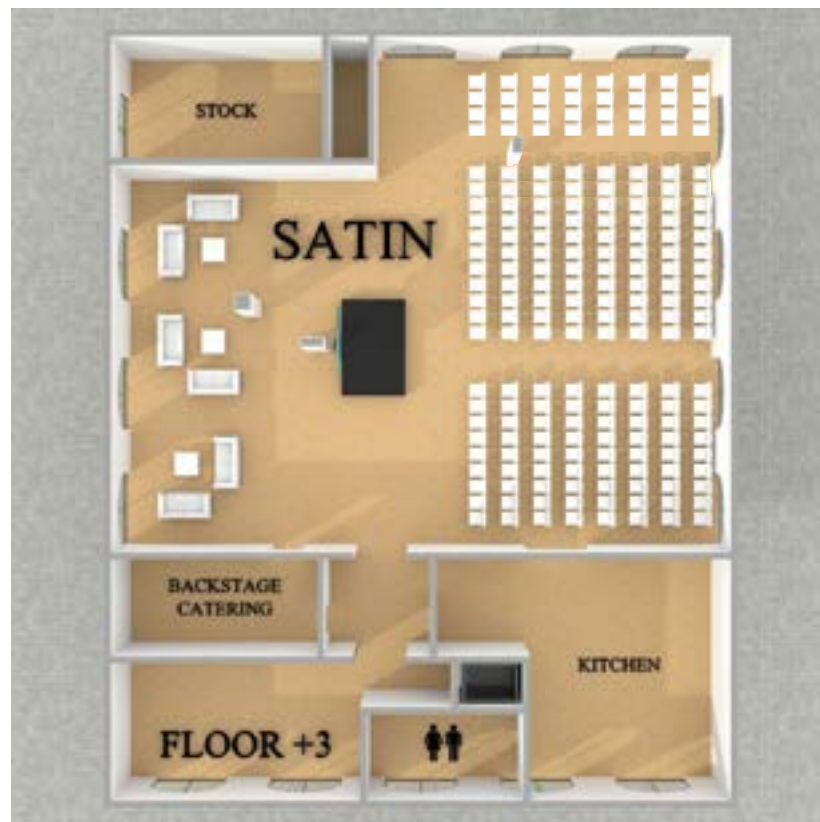 STOCK
SATIN
BACKSTAGE
CATERING
KITCHEN
FLOOR +3